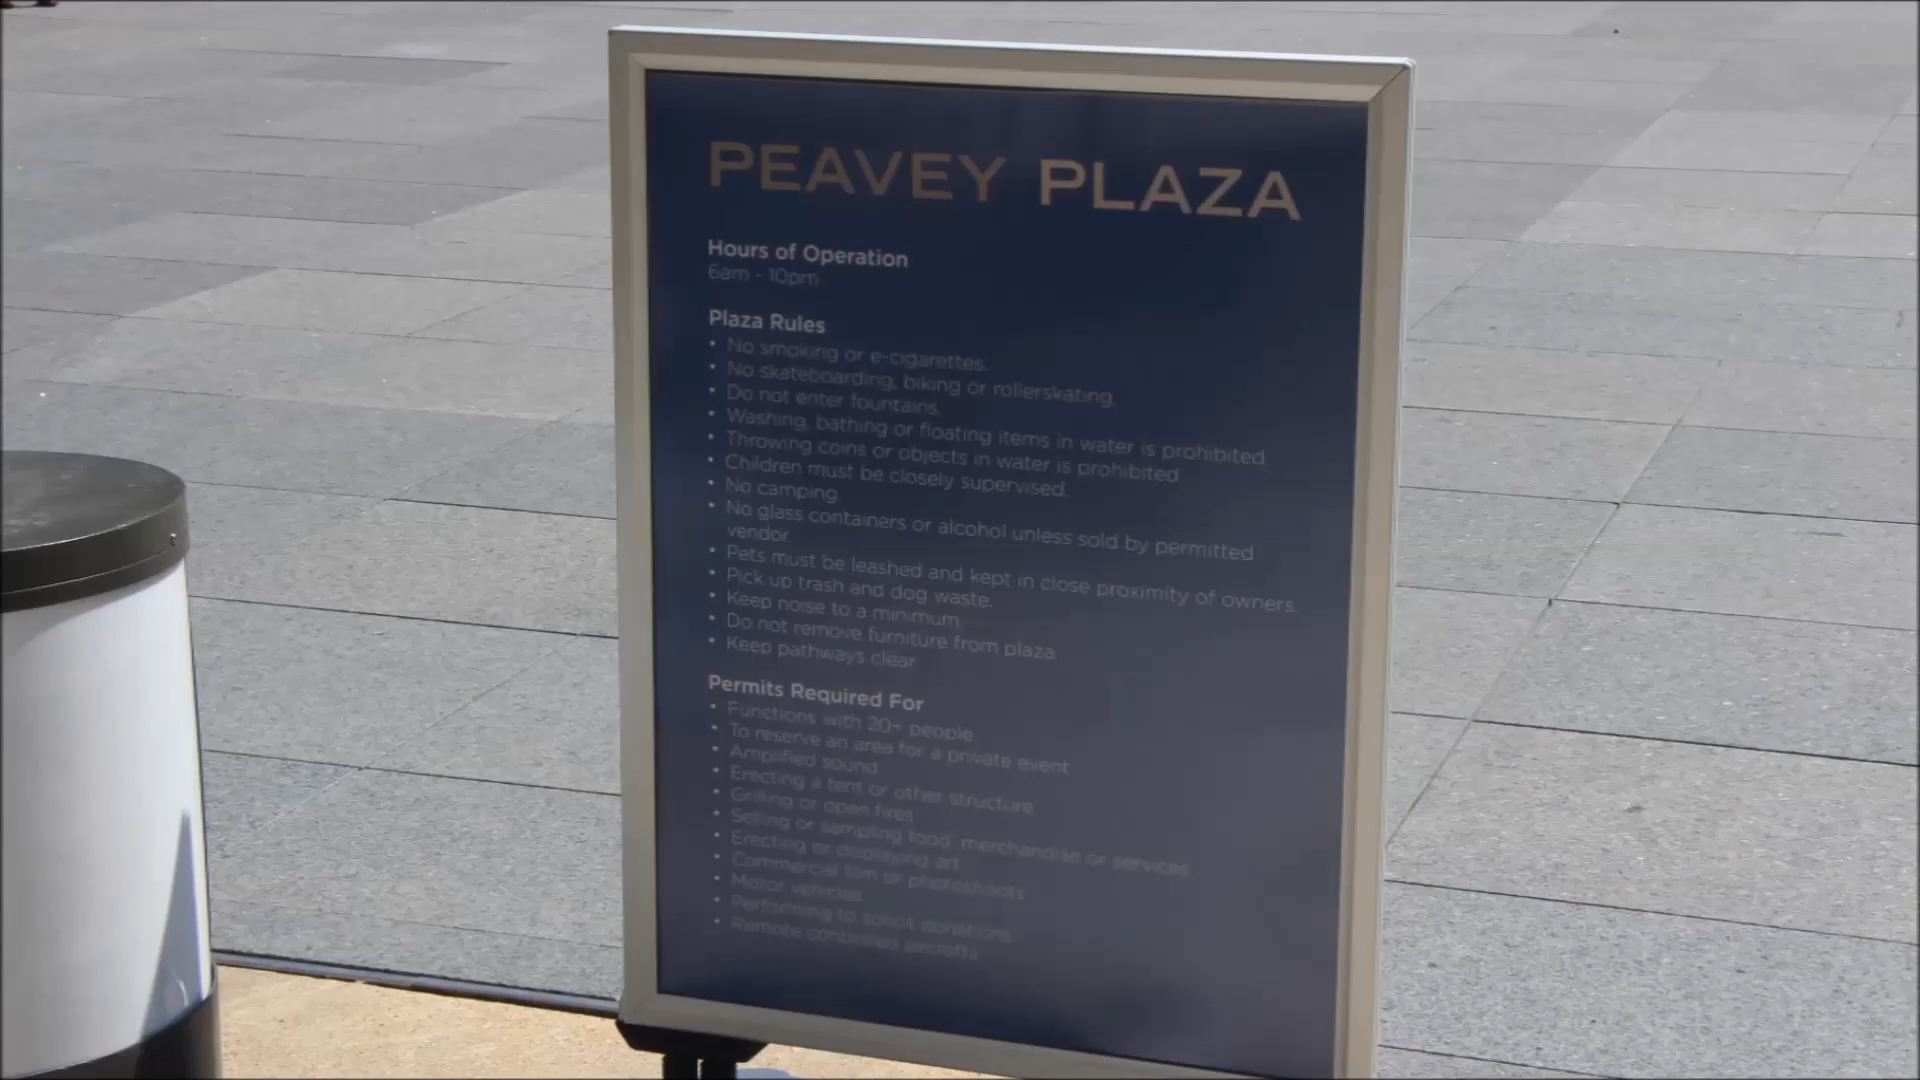 PEAVEY PLAZA
Hours of Operation
6am - 10pm
Plaza Rules
• No smoking or e-cigarettes.
• No skateboarding, biking or rollerskating.
• Do not enter fountains.
• Washing, bathing or floating items in water is prohibited.
• Throwing coins or objects in water is prohibited
• Children must be closely supervised.
• No camping.
• No glass containers or alcohol unless sold by permitted
vendor.
• Pets must be leashed and kept in close proximity of owners.
• Pick up trash and dog waste.
• Keep noise to a minimum
• Do not remove furniture from plaza
• Keep pathways clear
Permits Required For
• Functions with 20+ people
• To reserve an area for a private event
• Amplified sound
• Erecting a tent or other structure
• Grilling or open fires
• Selling or sampling food, merchandise or services
• Erecting or displaying art
• Commercial film or photoshoots
• Motor vehicles
• Performing to solicit donations
• Remote controlled aircrafts